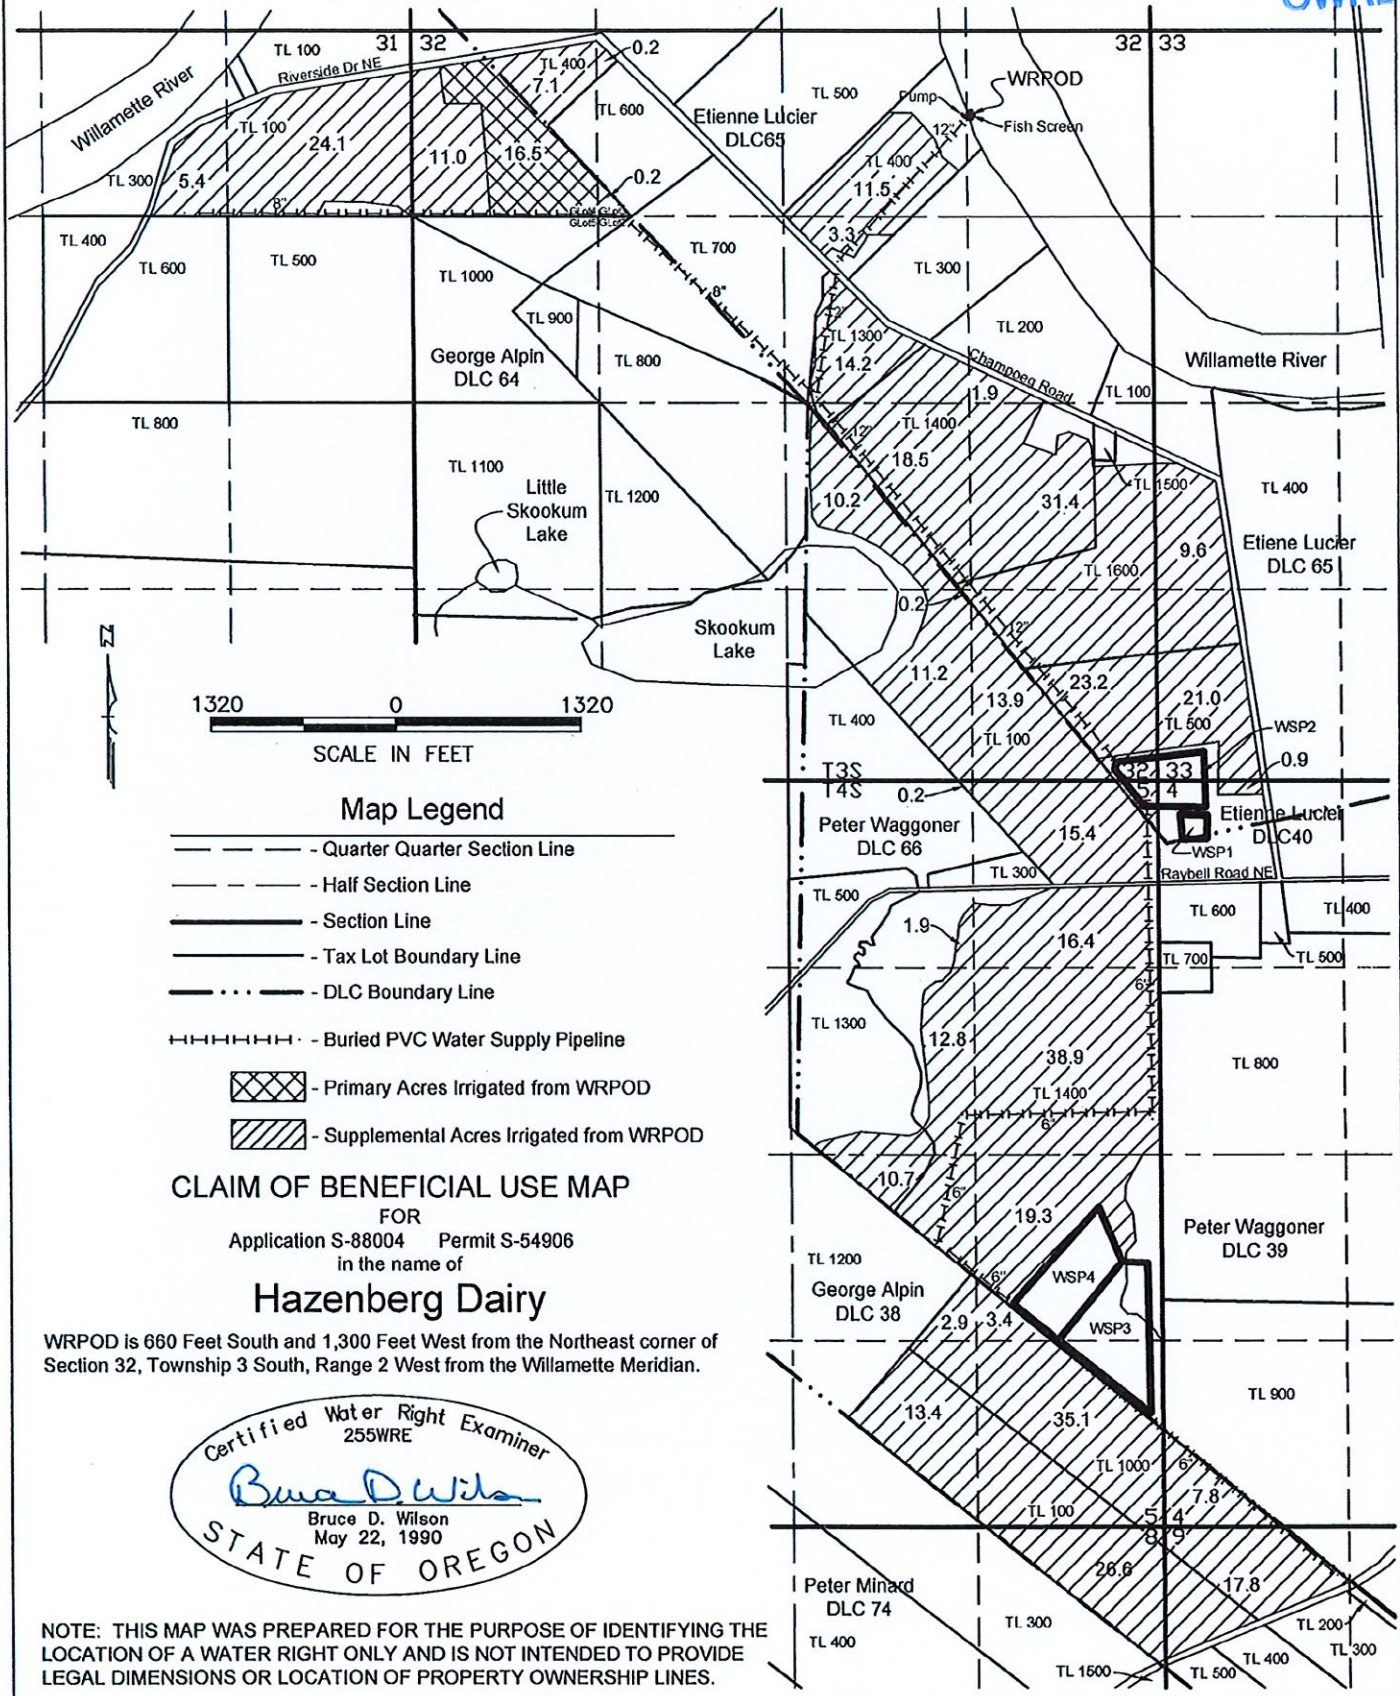 31 32
32 33
TL 100
Riverside Dr NE
Willamette River
TL 400
7.1
0.2
TL 600
Etienne Lucier
DLC65
TL 500
Pump
WRPOD
12"
Fish Screen
TL 100
24.1
11.0
16.5
TL 300
5.4
8"
0.2
TL 400
11.5
3.3
TL 400
TL 600
TL 500
TL 1000
TL 700
TL 300
8"
TL 900
TL 1300
14.2
TL 200
George Alpin
DLC 64
TL 800
Champoeg Road
Willamette River
1.9
TL 100
TL 800
TL 1400
12"
18.5
TL 1100
Little
Skookum
Lake
TL 1200
10.2
31.4
TL 1500
TL 400
9.6
Etiene Lucier
DLC 65
TL 1600
0.2
12"
Skookum
Lake
11.2
13.9
23.2
21.0
TL 500
WSP2
TL 400
TL 100
0.9
N
1320 0 1320
SCALE IN FEET
T3S
T4S
32 33
5 4
0.2
Etienne Lucier
DLC40
Peter Waggoner
DLC 66
15.4
WSP1
TL 300
Raybell Road NE
TL 500
TL 600
TL 400
1.9
16.4
TL 700
TL 500
6"
TL 1300
12.8
38.9
TL 800
TL 1400
6"
10.7
6"
19.3
Peter Waggoner
DLC 39
TL 1200
George Alpin
DLC 38
6"
WSP4
WSP3
2.9
3.4
TL 900
13.4
35.1
TL 1000
6"
7.8
TL 100
5 4
8 9
26.6
17.8
Peter Minard
DLC 74
TL 300
TL 400
TL 200
TL 300
TL 400
TL 500
TL 1500
Map Legend
- Quarter Quarter Section Line
- Half Section Line
- Section Line
- Tax Lot Boundary Line
- DLC Boundary Line
- Buried PVC Water Supply Pipeline
- Primary Acres Irrigated from WRPOD
- Supplemental Acres Irrigated from WRPOD
CLAIM OF BENEFICIAL USE MAP
FOR
Application S-88004 Permit S-54906
in the name of
Hazenberg Dairy
WRPOD is 660 Feet South and 1,300 Feet West from the Northeast corner of
Section 32, Township 3 South, Range 2 West from the Willamette Meridian.
Certified Water Right Examiner
255WRE
Bruce D. Wilson
Bruce D. Wilson
May 22, 1990
STATE OF OREGON
NOTE: THIS MAP WAS PREPARED FOR THE PURPOSE OF IDENTIFYING THE
LOCATION OF A WATER RIGHT ONLY AND IS NOT INTENDED TO PROVIDE
LEGAL DIMENSIONS OR LOCATION OF PROPERTY OWNERSHIP LINES.